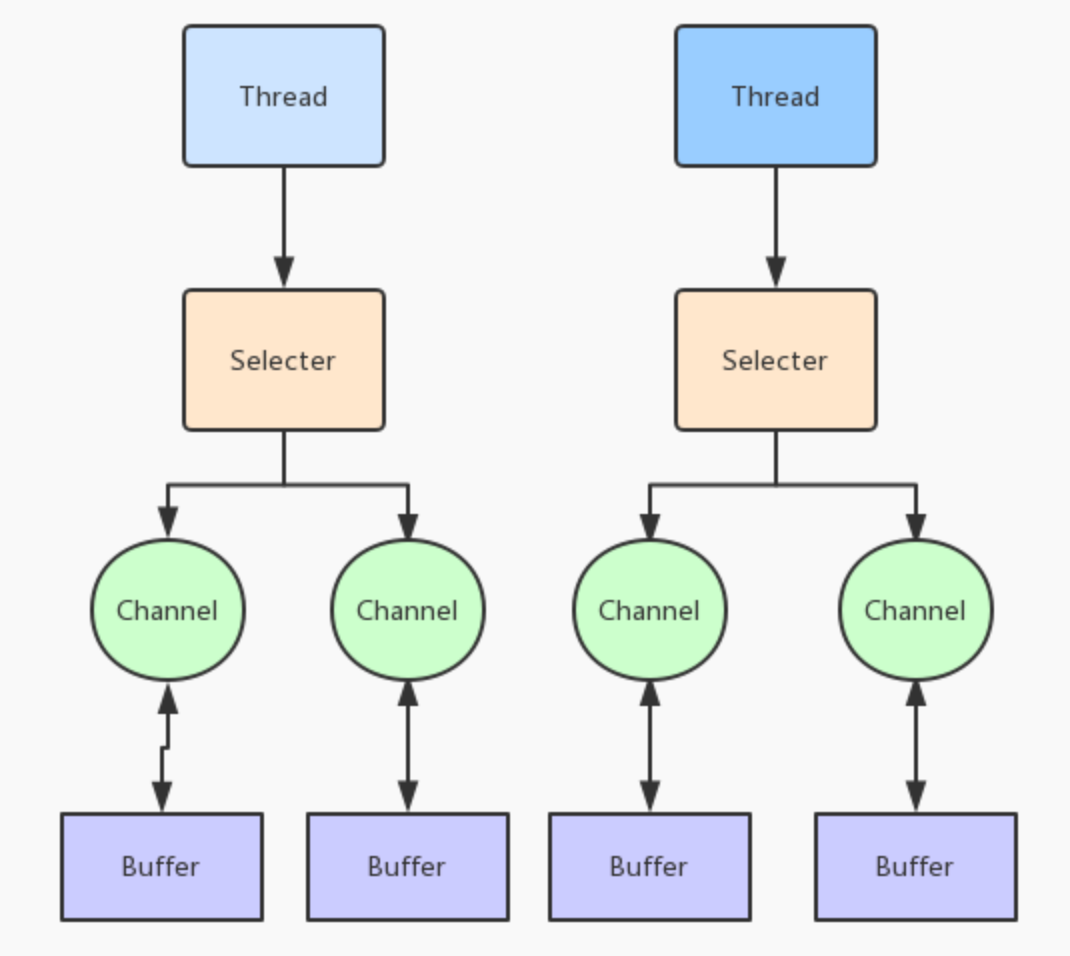 Thread
Thread
Selecter
Selecter
Channel
Channel
Channel
Channel
Buffer
Buffer
Buffer
Buffer